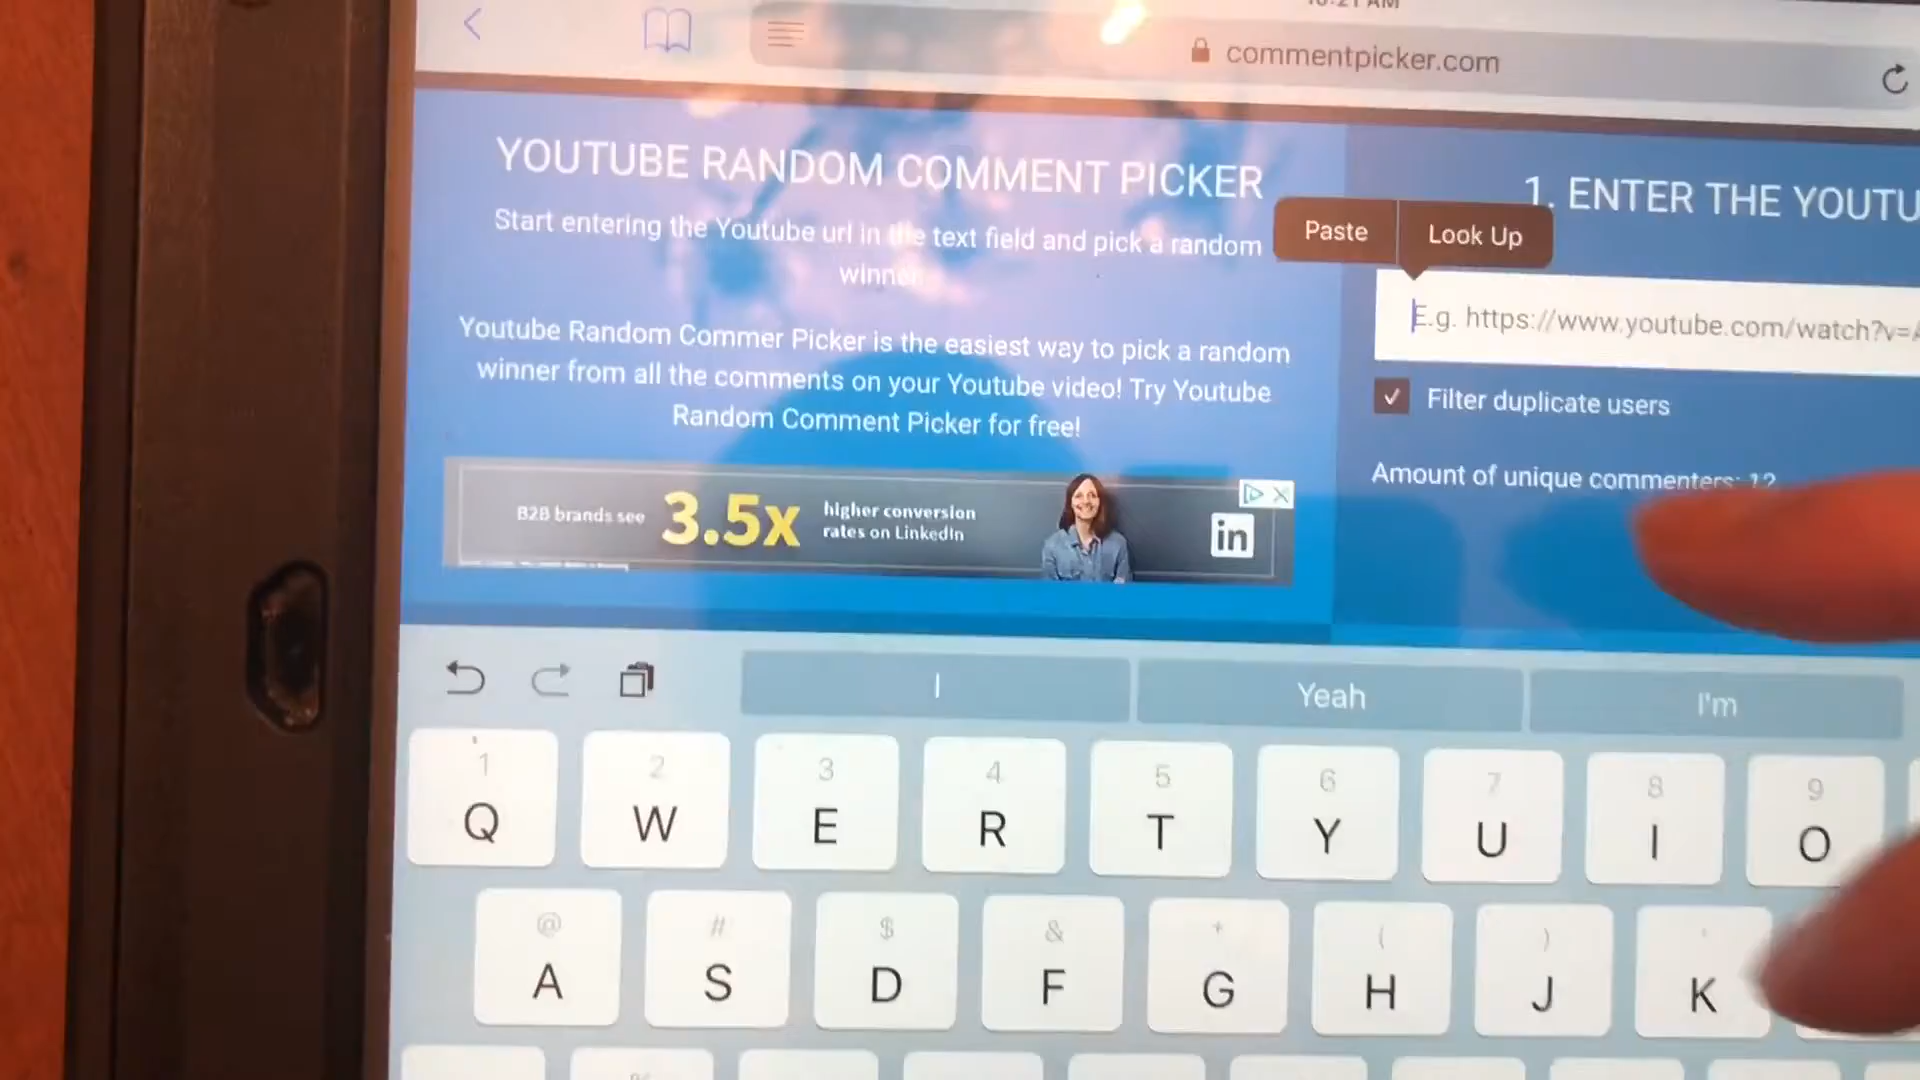 commentpicker.com
YOUTUBE RANDOM COMMENT PICKER
Start entering the Youtube url in the text field and pick a random
winner
Youtube Random Commer Picker is the easiest way to pick a random
winner from all the comments on your Youtube video! Try Youtube
Random Comment Picker for free!
B2B brands see 3.5x higher conversion
rates on LinkedIn
in
1. ENTER THE YOUTU
Paste Look Up
E.g. https://www.youtube.com/watch?v=
Filter duplicate users
Amount of unique commenters: 12
I Yeah I'm
1 2 3 4 5 6 7 8 9
Q W E R T Y U I O
@ # $ & * ( ) '
A S D F G H J K